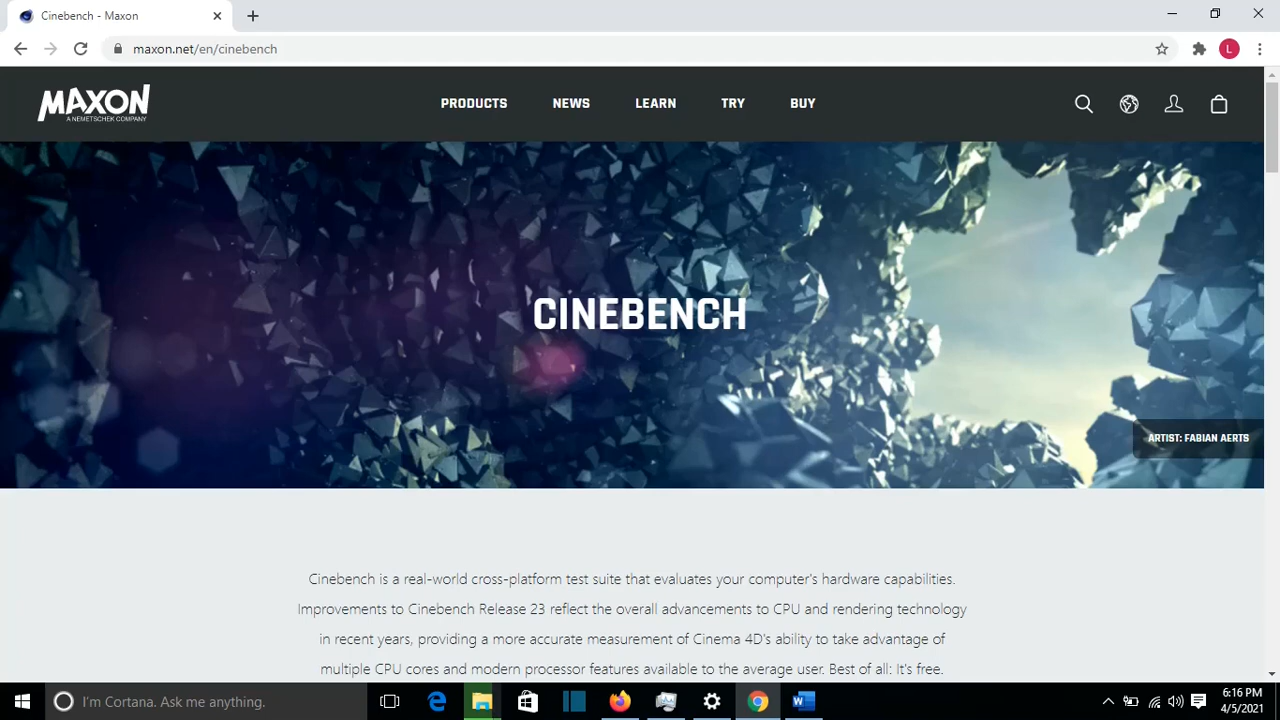 Cinebench - Maxon
maxon.net/en/cinebench
L
MAXON
A NEMETSCHEK COMPANY
PRODUCTS NEWS LEARN TRY BUY
CINEBENCH
ARTIST: FABIAN AERTS
Cinebench is a real-world cross-platform test suite that evaluates your computer's hardware capabilities.
Improvements to Cinebench Release 23 reflect the overall advancements to CPU and rendering technology
in recent years, providing a more accurate measurement of Cinema 4D's ability to take advantage of
multiple CPU cores and modern processor features available to the average user. Best of all: It's free.
I'm Cortana. Ask me anything.
6:16 PM
4/5/2021